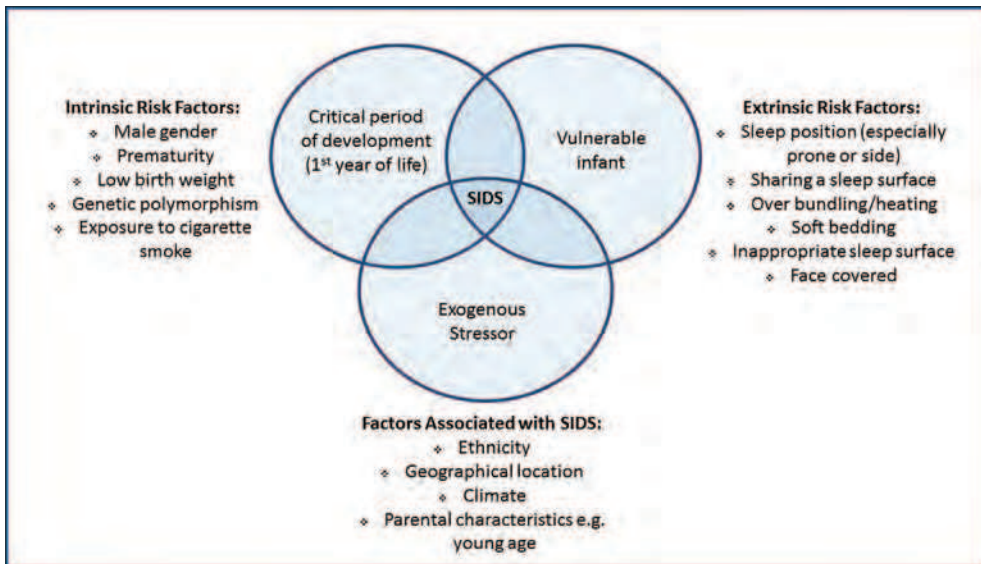 Intrinsic Risk Factors:
❖ Male gender
❖ Prematurity
❖ Low birth weight
❖ Genetic polymorphism
❖ Exposure to cigarette
smoke
Critical period
of development
(1st year of life)
Vulnerable
infant
SIDS
Exogenous
Stressor
Extrinsic Risk Factors:
❖ Sleep position (especially
prone or side)
❖ Sharing a sleep surface
❖ Over bundling/heating
❖ Soft bedding
❖ Inappropriate sleep surface
❖ Face covered
Factors Associated with SIDS:
❖ Ethnicity
❖ Geographical location
❖ Climate
❖ Parental characteristics e.g.
young age